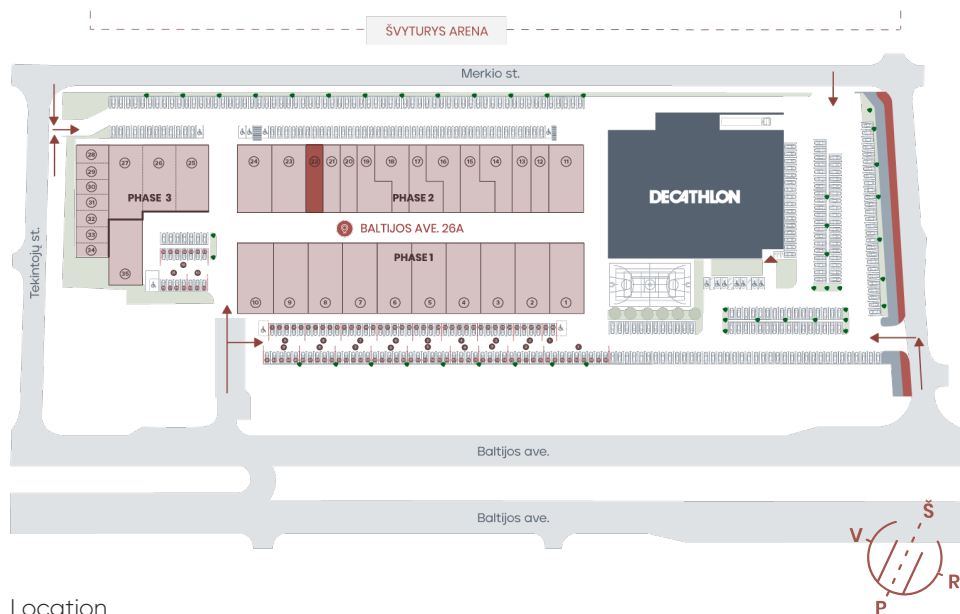 ŠVYTURYS ARENA
Merkio st.
28
29
30
31
32
33
34
27
26
25
PHASE 3
35
24
23
22
21
20
19
18
17
16
15
14
13
12
11
PHASE 2
BALTIJOS AVE. 26A
PHASE 1
10
9
8
7
6
5
4
3
2
1
DECATHLON
Tekintojų st.
Baltijos ave.
Baltijos ave.
Š
V
R
P
Location